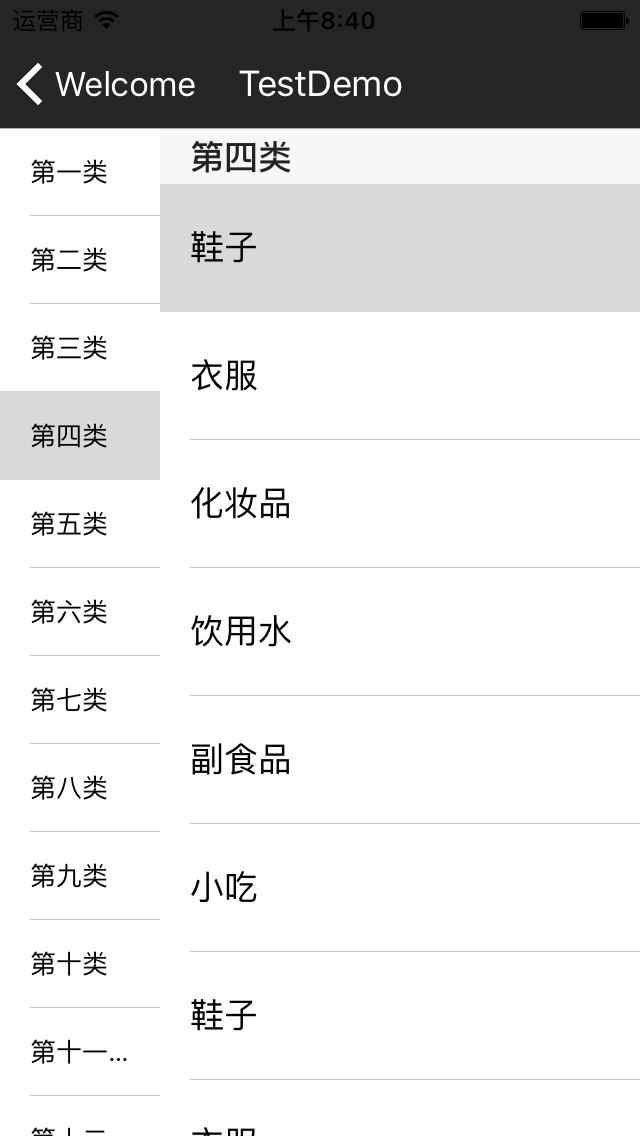 运营商 上午8:40
Welcome TestDemo
第一类
第二类
第三类
第四类
第五类
第六类
第七类
第八类
第九类
第十类
第十一...
第四类
鞋子
衣服
化妆品
饮用水
副食品
小吃
鞋子
衣服